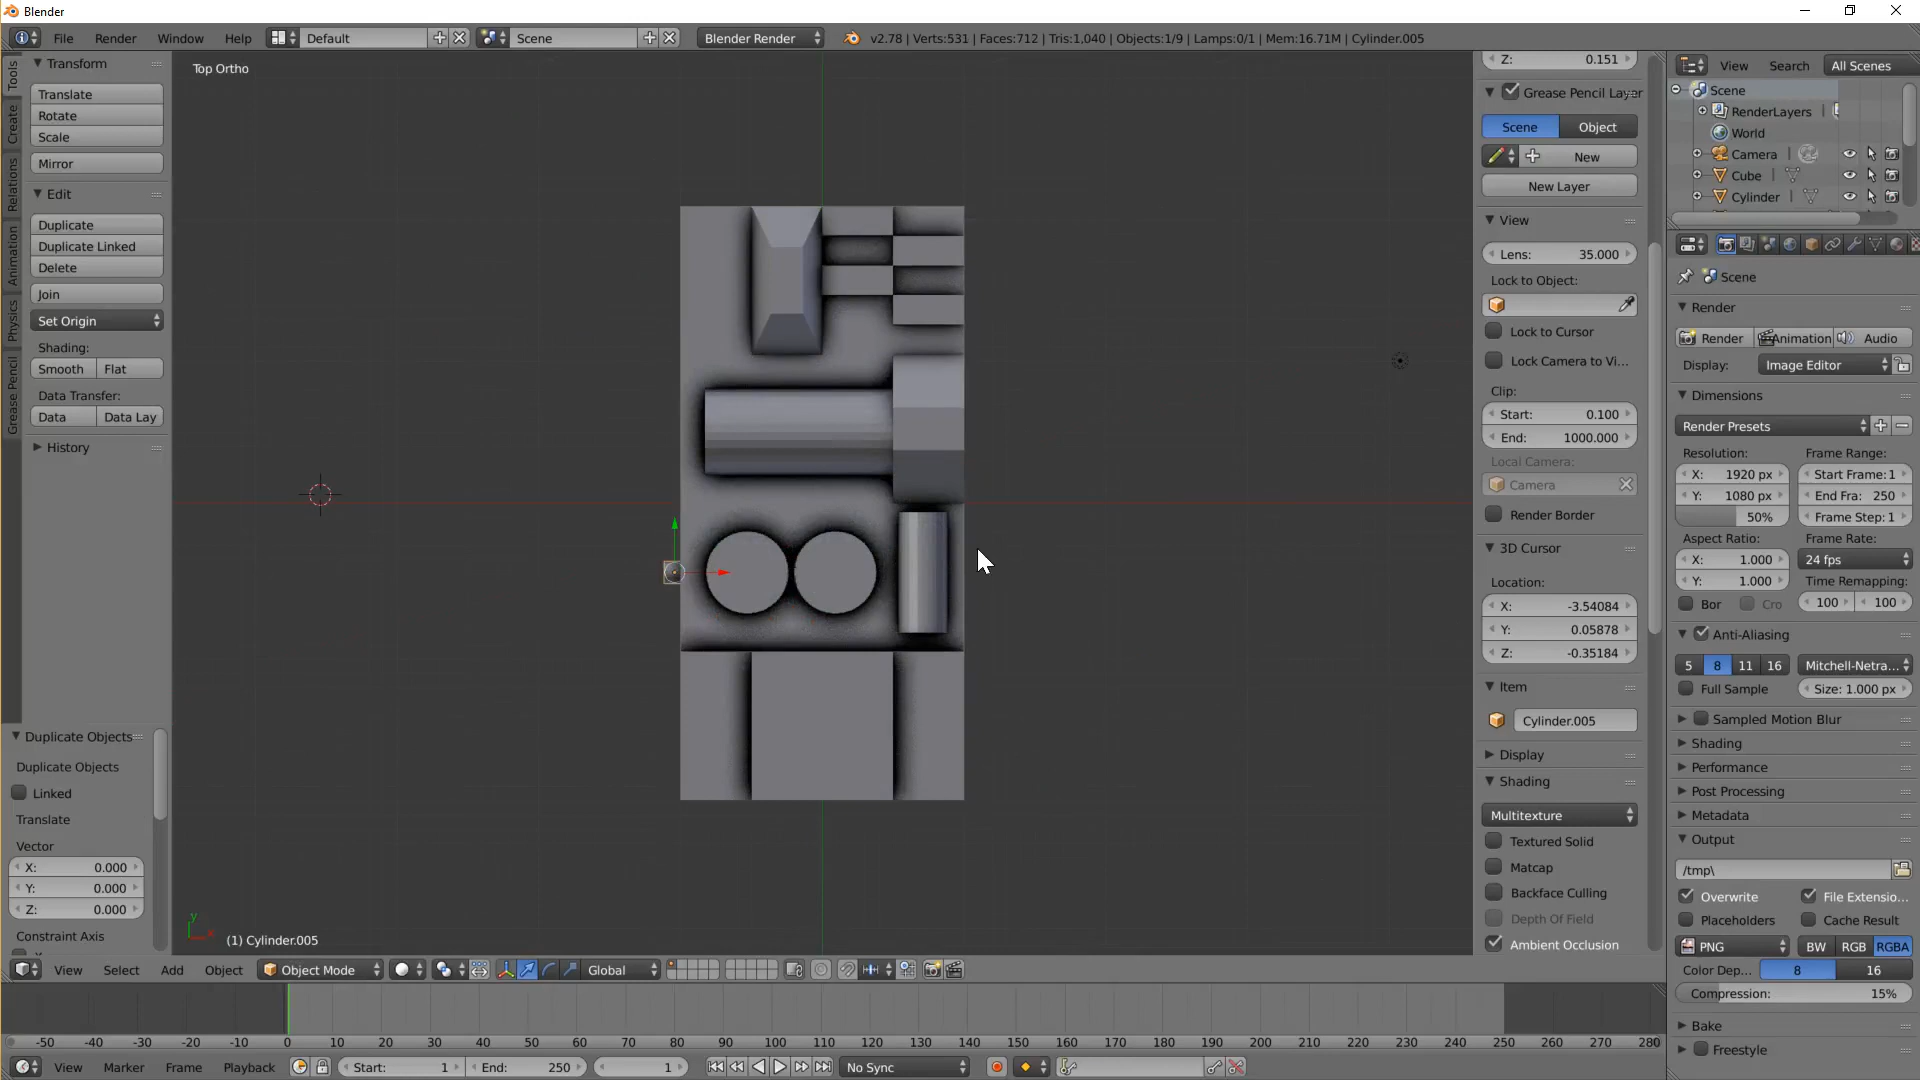 Blender
File Render Window Help Default Scene Blender Render v2.78 | Verts:531 | Faces:712 | Tris:1,040 | Objects:1/9 | Lamps:0/1 | Mem:16.71M | Cylinder.005
Tools
Create
Relations
Animation
Physics
Grease Pencil
Transform
Translate
Rotate
Scale
Mirror
Edit
Duplicate
Duplicate Linked
Delete
Join
Set Origin
Shading:
Smooth Flat
Data Transfer:
Data Data Lay
History
Duplicate Objects
Duplicate Objects
Linked
Translate
Vector
X: 0.000
Y: 0.000
Z: 0.000
Constraint Axis
Top Ortho
y
x
(1) Cylinder.005
Z: 0.151
Grease Pencil Layer
Scene Object
New
New Layer
View
Lens: 35.000
Lock to Object:
Lock to Cursor
Lock Camera to Vi...
Clip:
Start: 0.100
End: 1000.000
Local Camera:
Camera
Render Border
3D Cursor
Location:
X: -3.54084
Y: 0.05878
Z: -0.35184
Item
Cylinder.005
Display
Shading
Multitexture
Textured Solid
Matcap
Backface Culling
Depth Of Field
Ambient Occlusion
View Search All Scenes
Scene
RenderLayers
World
Camera
Cube
Cylinder
Scene
Render
Render Animation Audio
Display: Image Editor
Dimensions
Render Presets
Resolution: Frame Range:
X: 1920 px Start Frame: 1
Y: 1080 px End Fra: 250
50% Frame Step: 1
Aspect Ratio: Frame Rate:
X: 1.000 24 fps
Y: 1.000 Time Remapping:
Bor Cro 100 100
Anti-Aliasing
5 8 11 16 Mitchell-Netra...
Full Sample Size: 1.000 px
Sampled Motion Blur
Shading
Performance
Post Processing
Metadata
Output
/tmp\
Overwrite File Extensio...
Placeholders Cache Result
PNG BW RGB RGBA
Color Dep... 8 16
Compression: 15%
Bake
Freestyle
View Select Add Object Object Mode Global
-50 -40 -30 -20 -10 0 10 20 30 40 50 60 70 80 90 100 110 120 130 140 150 160 170 180 190 200 210 220 230 240 250 260 270 280
View Marker Frame Playback Start: 1 End: 250 1 No Sync